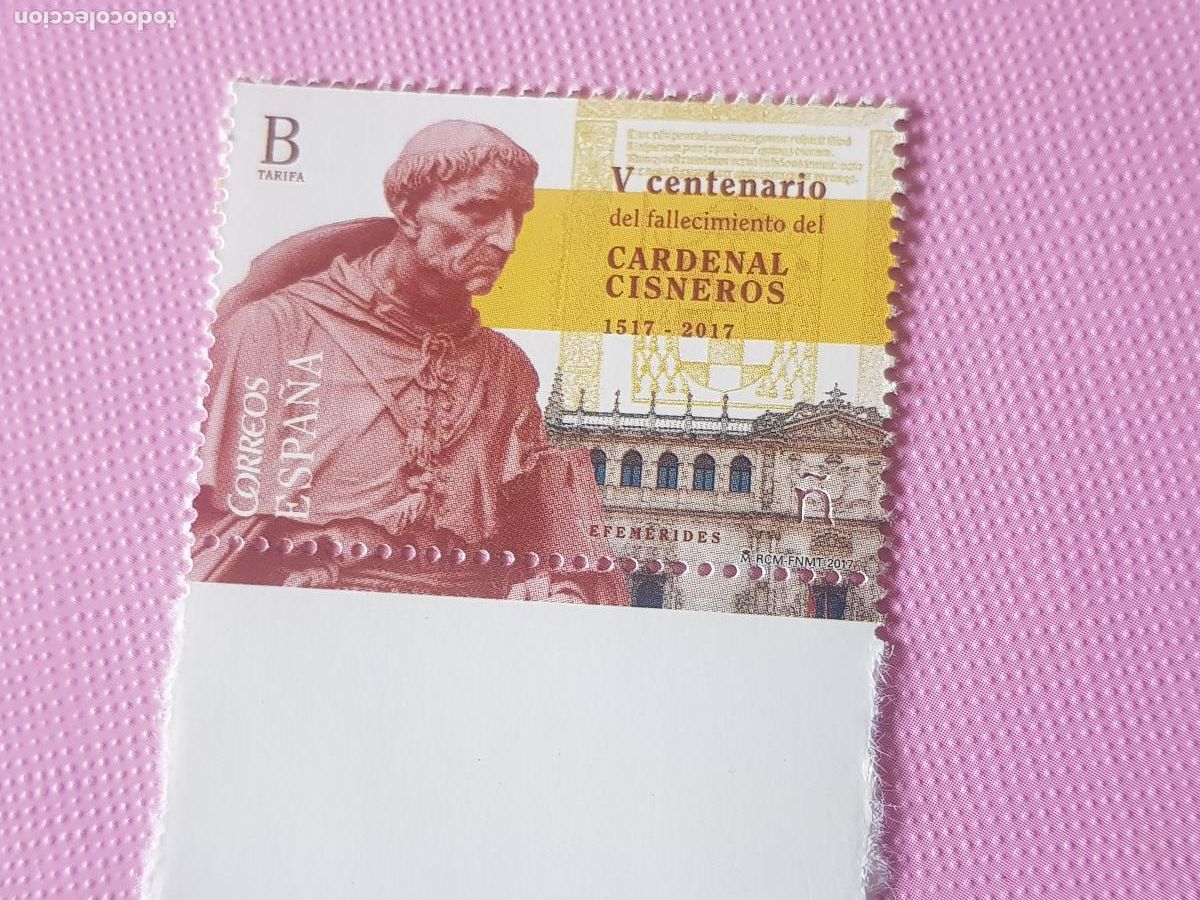 todocoleccion
B
TARIFA
V centenario
del fallecimiento del
CARDENAL
CISNEROS
1517 - 2017
CORREOS
ESPAÑA
ñ
EFEMÉRIDES
RCM-FNMT-2017